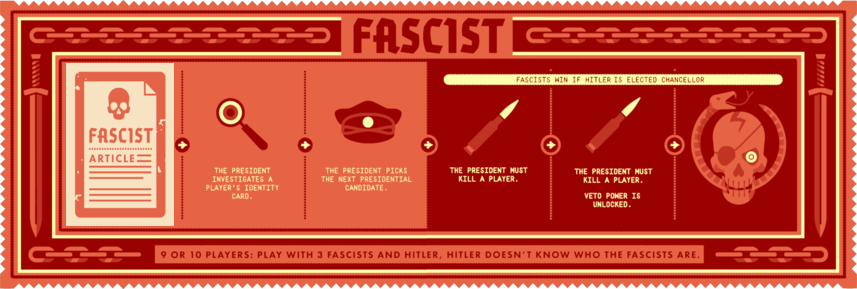 FASCIST
FASCISTS WIN IF HITLER IS ELECTED CHANCELLOR
FASCIST
ARTICLE
THE PRESIDENT
INVESTIGATES A
PLAYER'S IDENTITY
CARD.
THE PRESIDENT PICKS
THE NEXT PRESIDENTIAL
CANDIDATE.
THE PRESIDENT MUST
KILL A PLAYER.
THE PRESIDENT MUST
KILL A PLAYER.
VETO POWER IS
UNLOCKED.
9 OR 10 PLAYERS: PLAY WITH 3 FASCISTS AND HITLER, HITLER DOESN'T KNOW WHO THE FASCISTS ARE.